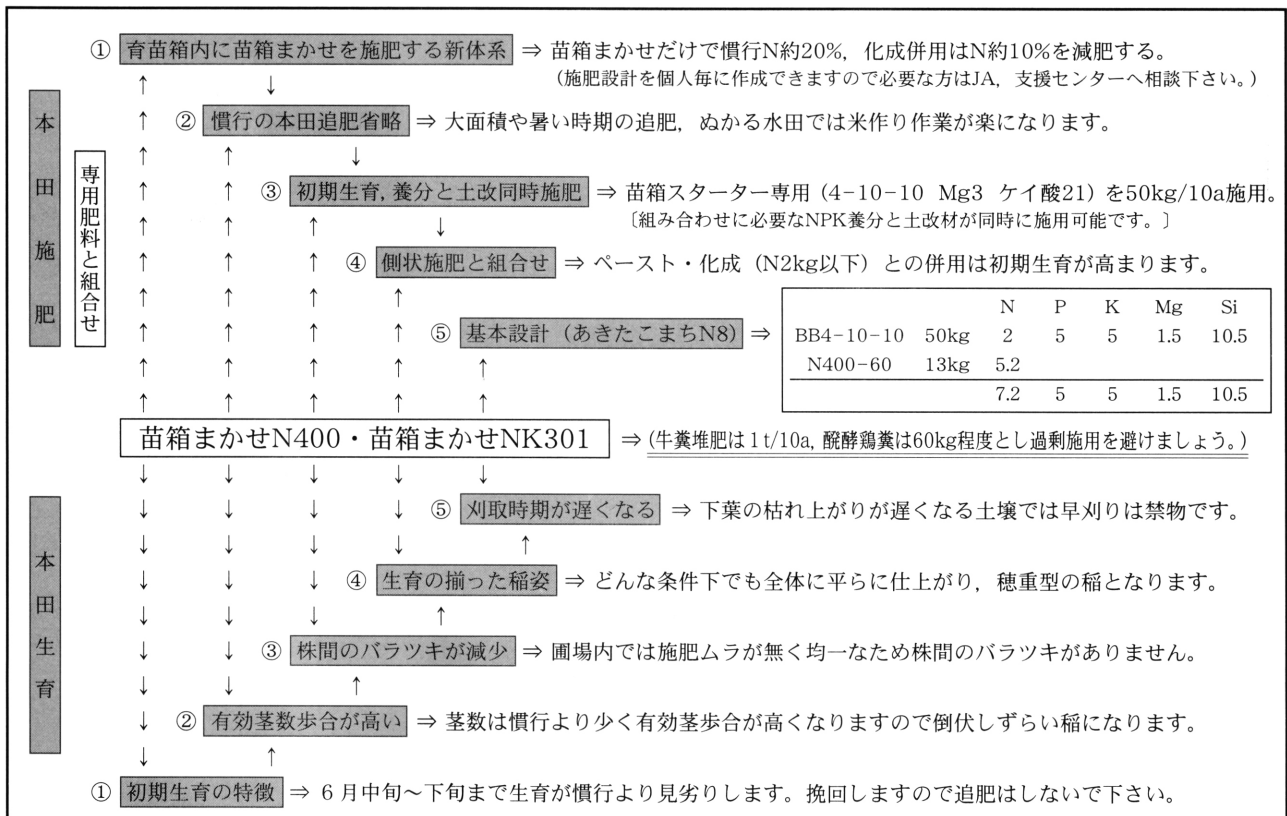 ① 育苗箱内に苗箱まかせを施肥する新体系 ⇒ 苗箱まかせだけで慣行N約20%，化成併用はN約10%を減肥する。
（施肥設計を個人毎に作成できますので必要な方はJA，支援センターへ相談下さい。）
本田施肥
専用肥料と組合せ
② 慣行の本田追肥省略 ⇒ 大面積や暑い時期の追肥，ぬかる水田では米作り作業が楽になります。
③ 初期生育，養分と土改同時施肥 ⇒ 苗箱スターター専用（4-10-10 Mg3 ケイ酸21）を50kg/10a施用。
〔組み合わせに必要なNPK養分と土改材が同時に施用可能です。〕
④ 側状施肥と組合せ ⇒ ペースト・化成（N2kg以下）との併用は初期生育が高まります。
⑤ 基本設計（あきたこまちN8）⇒
N P K Mg Si
BB4-10-10 50kg 2 5 5 1.5 10.5
N400-60 13kg 5.2
7.2 5 5 1.5 10.5
苗箱まかせN400・苗箱まかせNK301 ⇒（牛糞堆肥は1t/10a，醗酵鶏糞は60kg程度とし過剰施用を避けましょう。）
本田生育
⑤ 刈取時期が遅くなる ⇒ 下葉の枯れ上がりが遅くなる土壌では早刈りは禁物です。
④ 生育の揃った稲姿 ⇒ どんな条件下でも全体に平らに仕上がり，穂重型の稲となります。
③ 株間のバラツキが減少 ⇒ 圃場内では施肥ムラが無く均一なため株間のバラツキがありません。
② 有効茎数歩合が高い ⇒ 茎数は慣行より少く有効茎歩合が高くなりますので倒伏しずらい稲になります。
① 初期生育の特徴 ⇒ 6月中旬～下旬まで生育が慣行より見劣りします。挽回しますので追肥はしないで下さい。